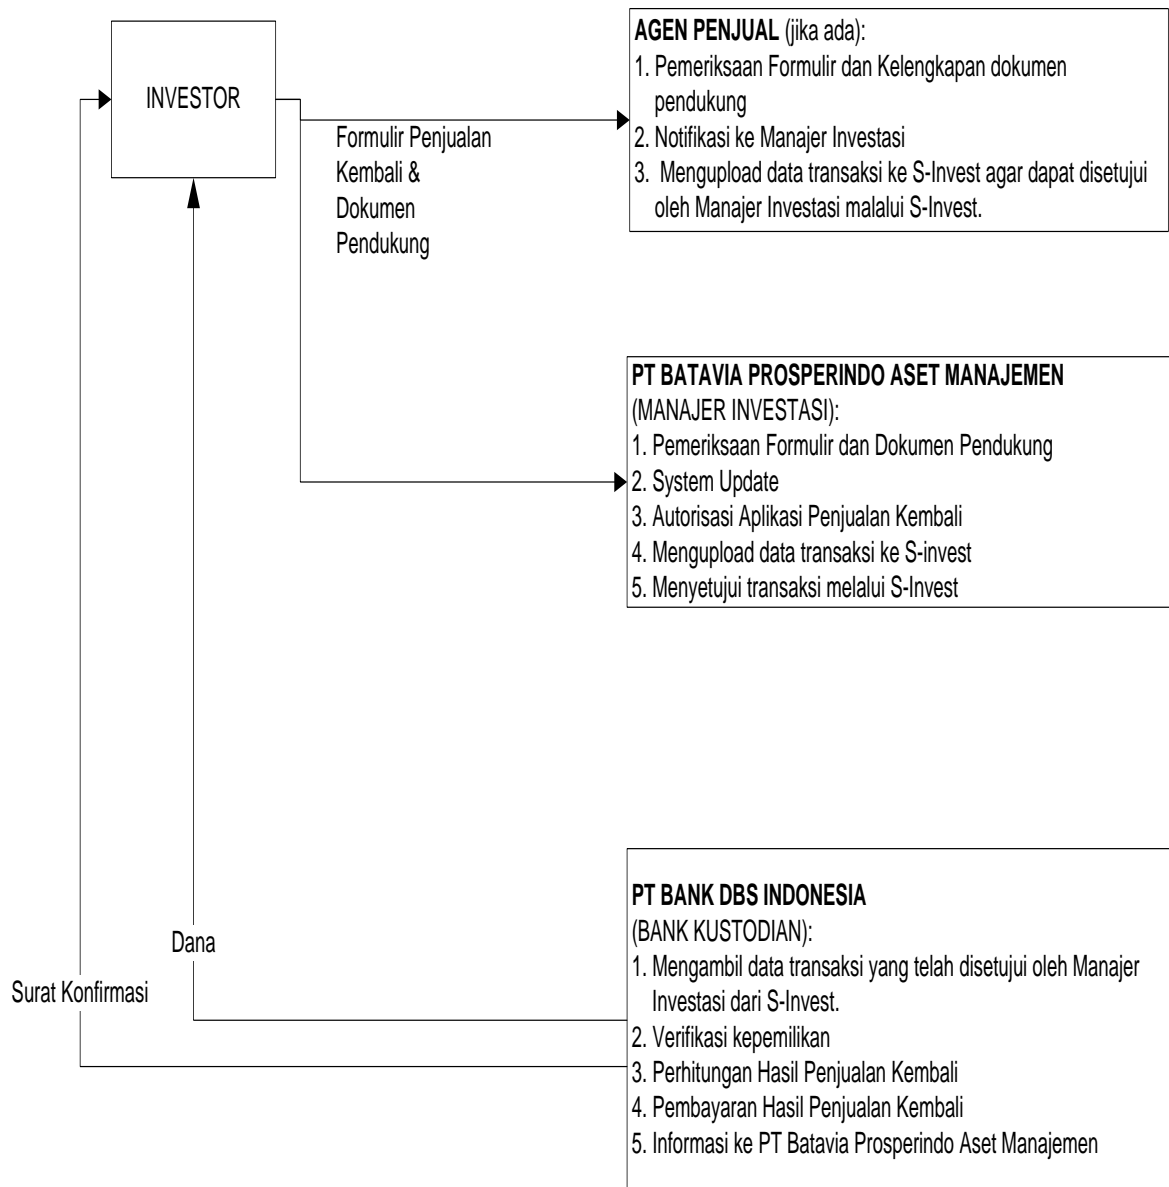 INVESTOR
Formulir Penjualan
Kembali &
Dokumen
Pendukung
AGEN PENJUAL (jika ada):
1. Pemeriksaan Formulir dan Kelengkapan dokumen
pendukung
2. Notifikasi ke Manajer Investasi
3. Mengupload data transaksi ke S-Invest agar dapat disetujui
oleh Manajer Investasi malalui S-Invest.
PT BATAVIA PROSPERINDO ASET MANAJEMEN
(MANAJER INVESTASI):
1. Pemeriksaan Formulir dan Dokumen Pendukung
2. System Update
3. Autorisasi Aplikasi Penjualan Kembali
4. Mengupload data transaksi ke S-invest
5. Menyetujui transaksi melalui S-Invest
PT BANK DBS INDONESIA
(BANK KUSTODIAN):
1. Mengambil data transaksi yang telah disetujui oleh Manajer
Investasi dari S-Invest.
2. Verifikasi kepemilikan
3. Perhitungan Hasil Penjualan Kembali
4. Pembayaran Hasil Penjualan Kembali
5. Informasi ke PT Batavia Prosperindo Aset Manajemen
Dana
Surat Konfirmasi